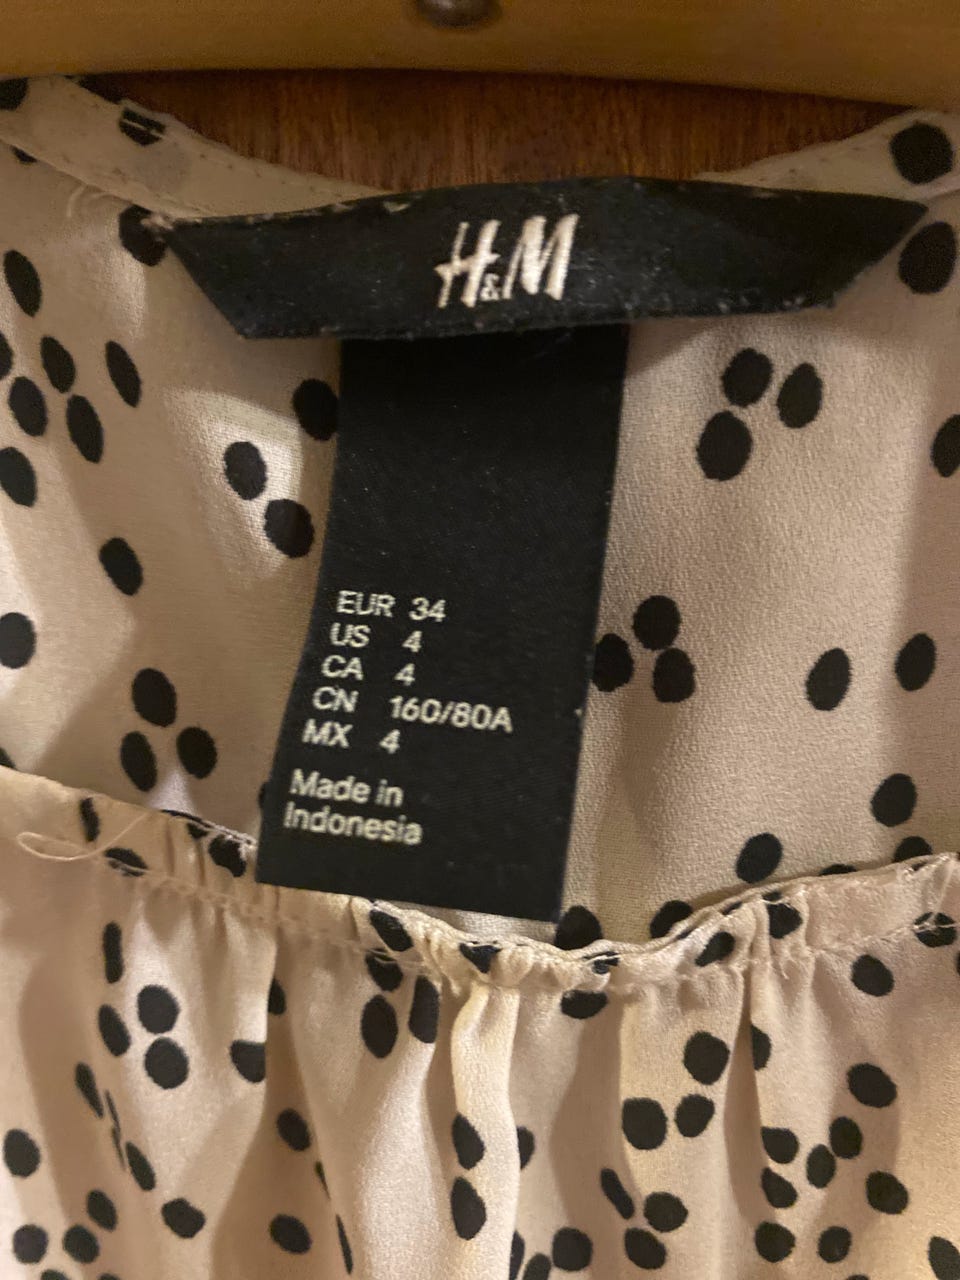 H&M
EUR 34
US 4
CA 4
CN 160/80A
MX 4
Made in
Indonesia